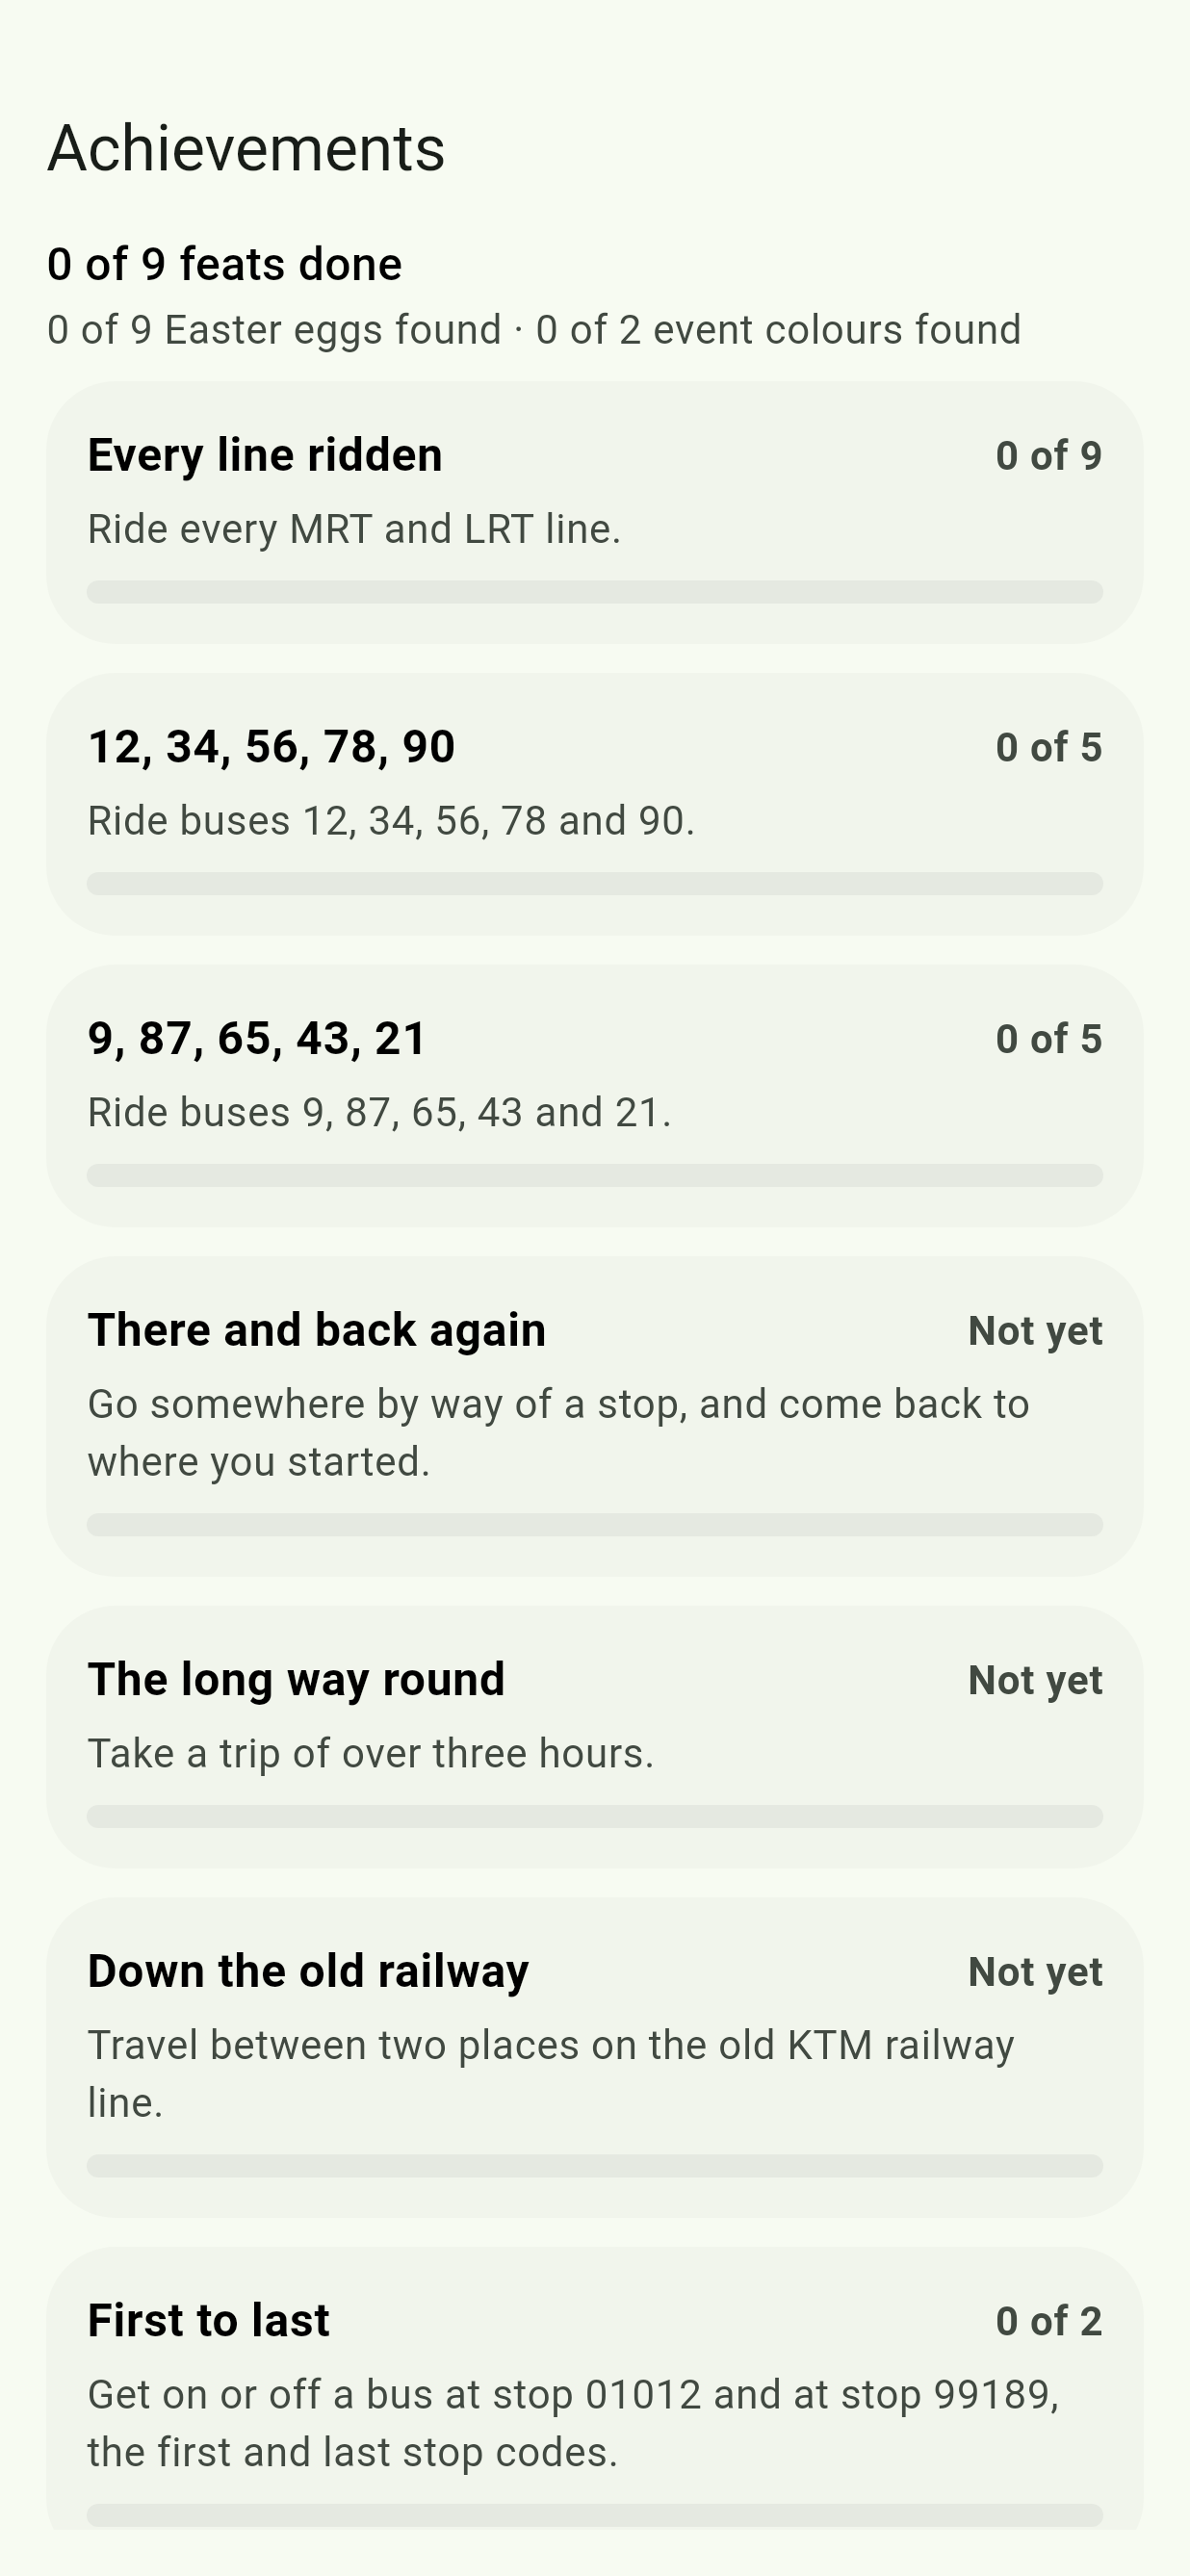 Achievements
0 of 9 feats done
0 of 9 Easter eggs found · 0 of 2 event colours found
Every line ridden
0 of 9
Ride every MRT and LRT line.
12, 34, 56, 78, 90
0 of 5
Ride buses 12, 34, 56, 78 and 90.
9, 87, 65, 43, 21
0 of 5
Ride buses 9, 87, 65, 43 and 21.
There and back again
Not yet
Go somewhere by way of a stop, and come back to
where you started.
The long way round
Not yet
Take a trip of over three hours.
Down the old railway
Not yet
Travel between two places on the old KTM railway
line.
First to last
0 of 2
Get on or off a bus at stop 01012 and at stop 99189,
the first and last stop codes.